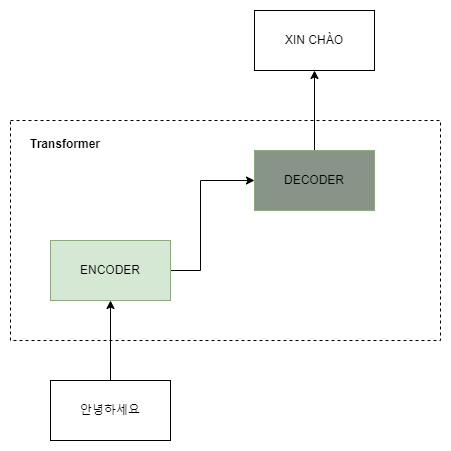 XIN CHÀO
Transformer
DECODER
ENCODER
안녕하세요